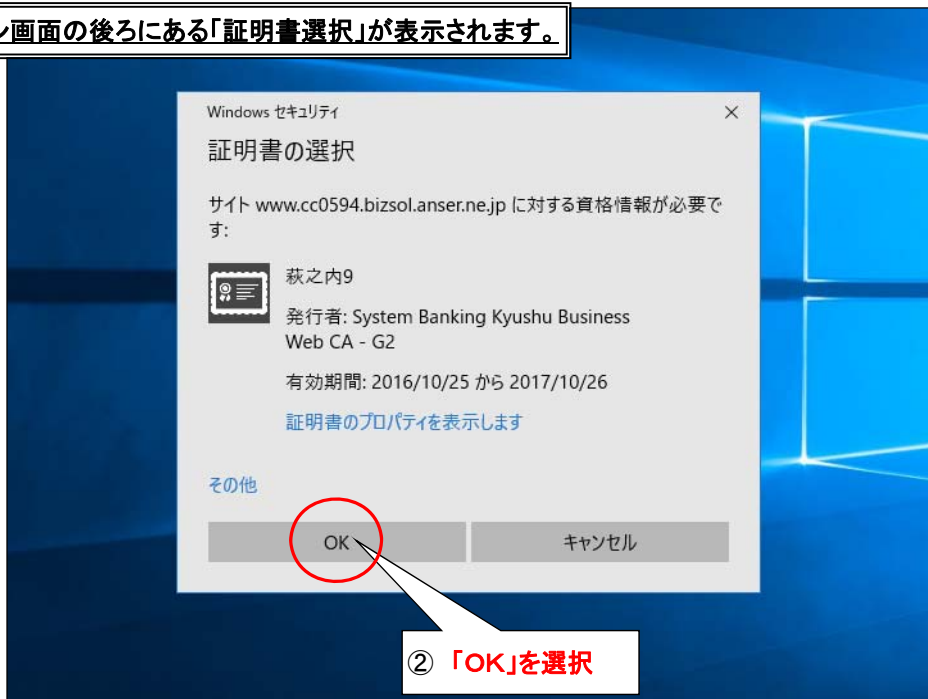 ン画面の後ろにある「証明書選択」が表示されます。
Windows セキュリティ
証明書の選択
サイト www.cc0594.bizsol.anser.ne.jp に対する資格情報が必要で
す:
萩之内9
発行者: System Banking Kyushu Business
Web CA - G2
有効期間: 2016/10/25 から 2017/10/26
証明書のプロパティを表示します
その他
OK
キャンセル
② 「OK」を選択